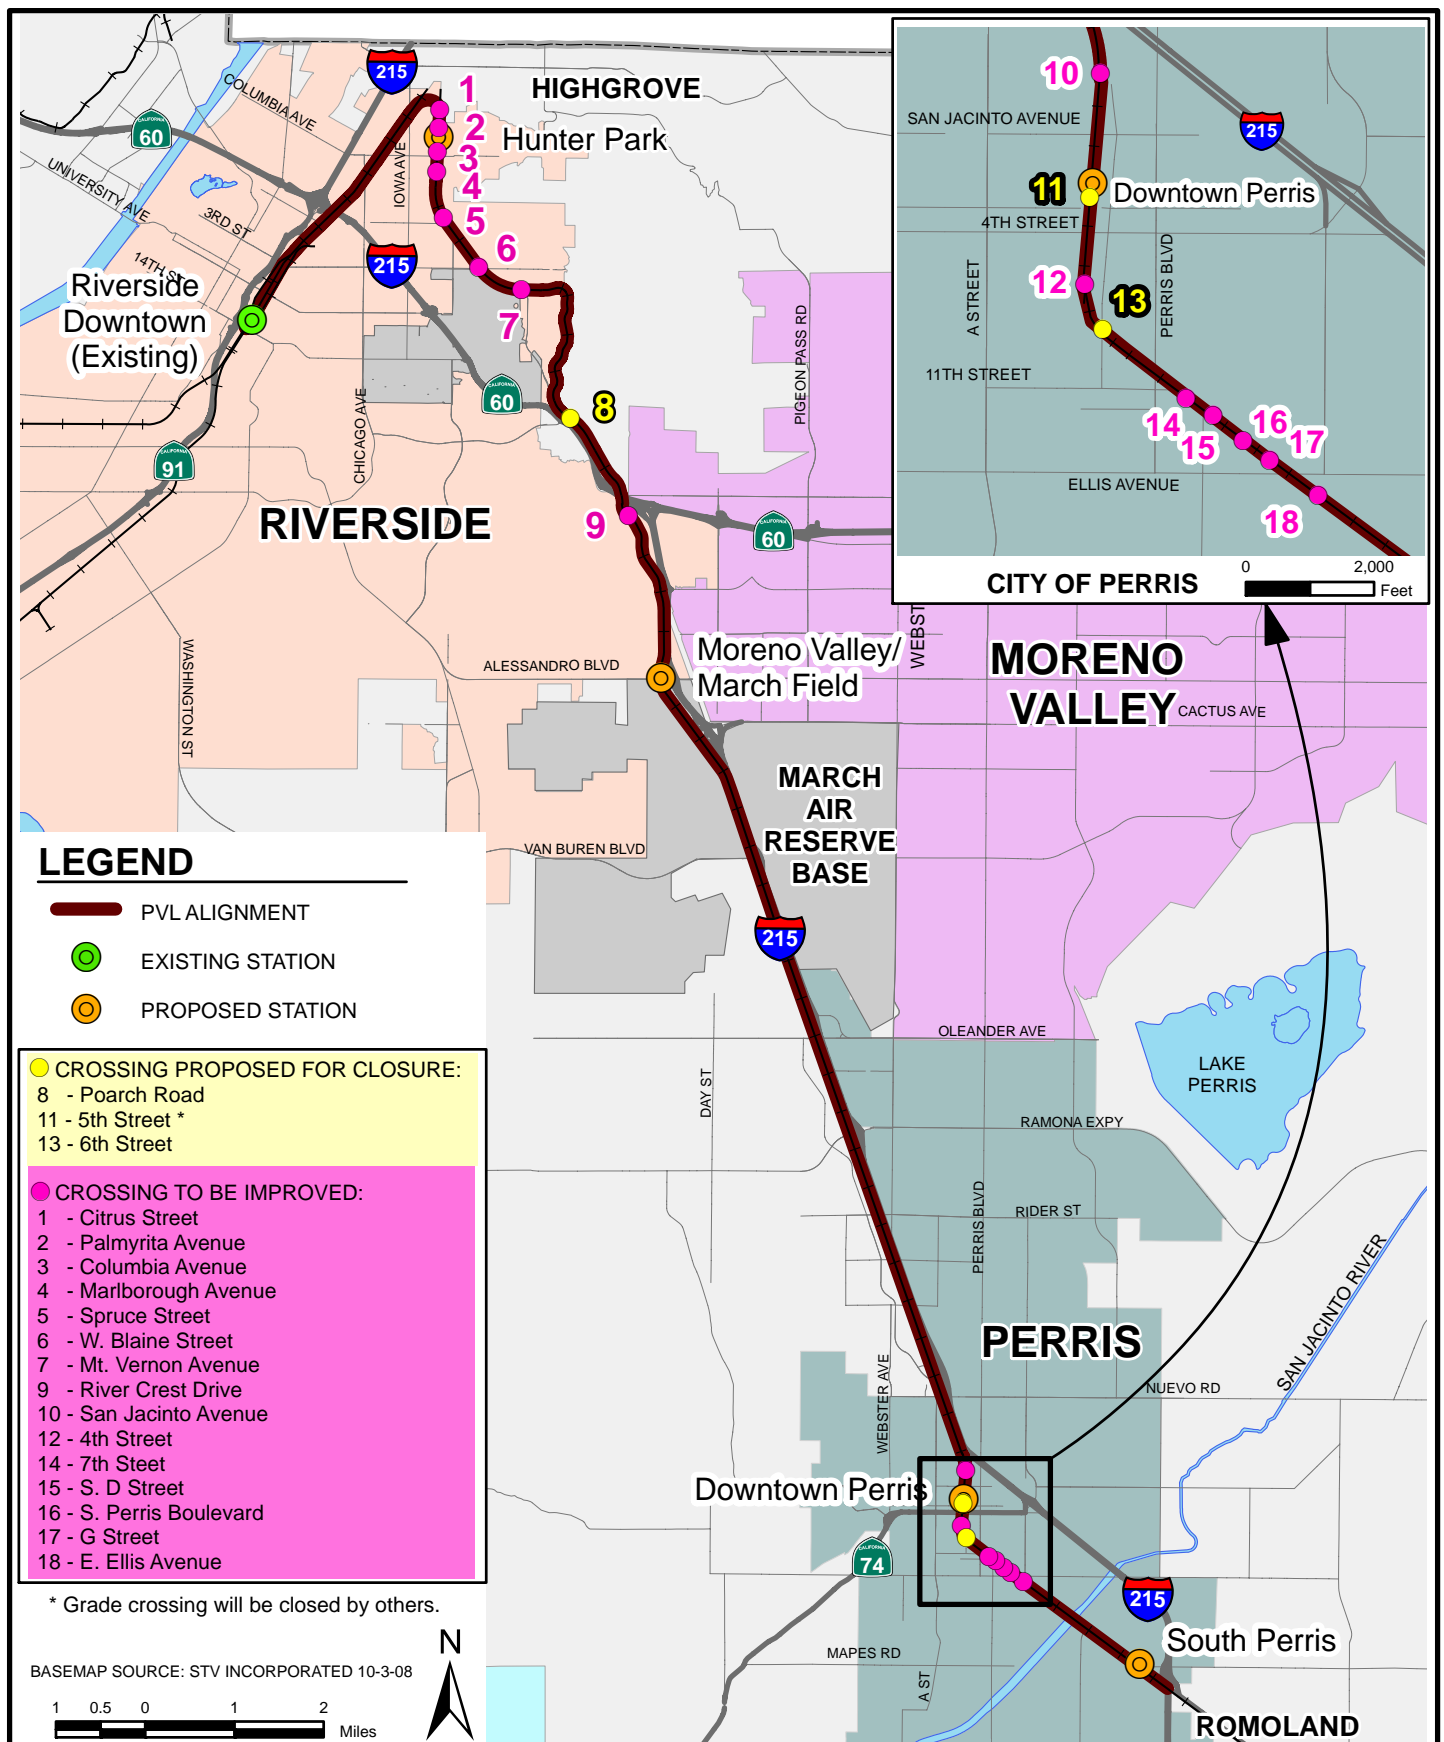 HIGHGROVE
Hunter Park
COLUMBIA AVE
UNIVERSITY AVE
3RD ST
14TH ST
IOWA AVE
CHICAGO AVE
PIGEON PASS RD
215
CALIFORNIA
60
215
CALIFORNIA
60
CALIFORNIA
91
CALIFORNIA
60
1
2
3
4
5
6
7
8
9
Riverside
Downtown
(Existing)
RIVERSIDE
WASHINGTON ST
ALESSANDRO BLVD
Moreno Valley/
March Field
WEBST
MORENO
VALLEY
CACTUS AVE
MARCH
AIR
RESERVE
BASE
VAN BUREN BLVD
215
OLEANDER AVE
LAKE
PERRIS
DAY ST
RAMONA EXPY
PERRIS BLVD
RIDER ST
SAN JACINTO RIVER
PERRIS
WEBSTER AVE
NUEVO RD
Downtown Perris
CALIFORNIA
74
215
South Perris
MAPES RD
A ST
ROMOLAND
10
SAN JACINTO AVENUE
215
11
Downtown Perris
4TH STREET
A STREET
PERRIS BLVD
12
13
11TH STREET
14
15
16
17
ELLIS AVENUE
18
CITY OF PERRIS
0 2,000
Feet
LEGEND
PVL ALIGNMENT
EXISTING STATION
PROPOSED STATION
CROSSING PROPOSED FOR CLOSURE:
8 - Poarch Road
11 - 5th Street *
13 - 6th Street
CROSSING TO BE IMPROVED:
1 - Citrus Street
2 - Palmyrita Avenue
3 - Columbia Avenue
4 - Marlborough Avenue
5 - Spruce Street
6 - W. Blaine Street
7 - Mt. Vernon Avenue
9 - River Crest Drive
10 - San Jacinto Avenue
12 - 4th Street
14 - 7th Steet
15 - S. D Street
16 - S. Perris Boulevard
17 - G Street
18 - E. Ellis Avenue
* Grade crossing will be closed by others.
N
BASEMAP SOURCE: STV INCORPORATED 10-3-08
1 0.5 0 1 2
Miles